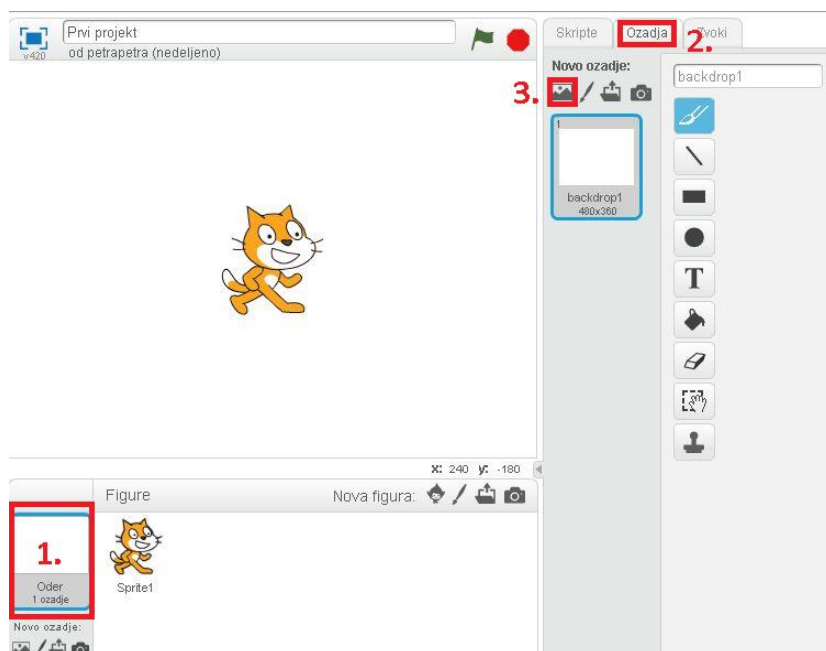 Prvi projekt
v420
od petrapetra (nedeljeno)
Skripte
Ozadja
Zvoki
2.
Novo ozadje:
3.
backdrop1
1
backdrop1
480x360
T
x: 240 y: -180
Figure
Nova figura:
1.
Oder
1 ozadje
Sprite1
Novo ozadje: